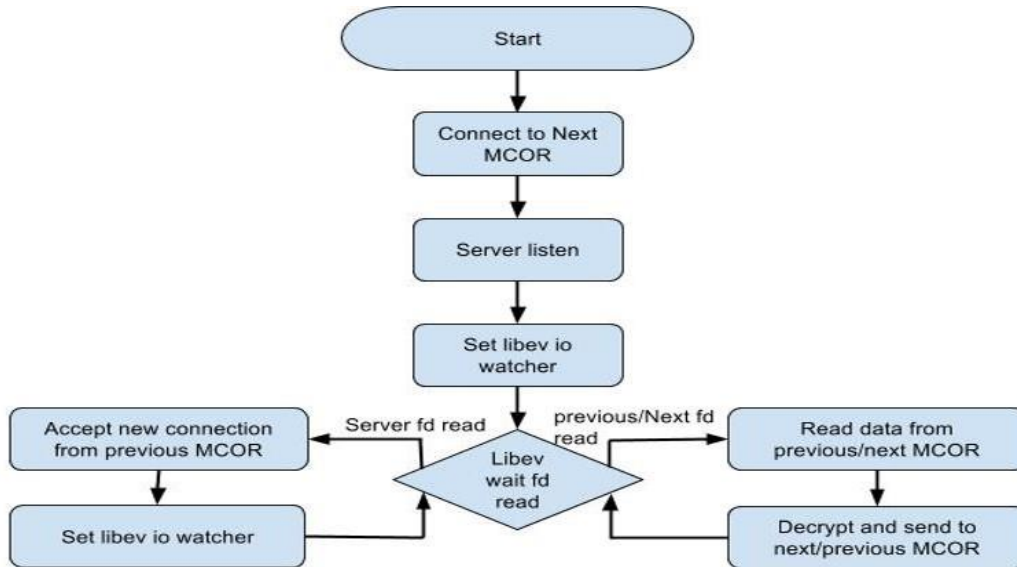 Start
Connect to Next
MCOR
Server listen
Set libev io
watcher
Server fd read
previous/Next fd
read
Accept new connection
from previous MCOR
Libev
wait fd
read
Read data from
previous/next MCOR
Set libev io watcher
Decrypt and send to
next/previous MCOR